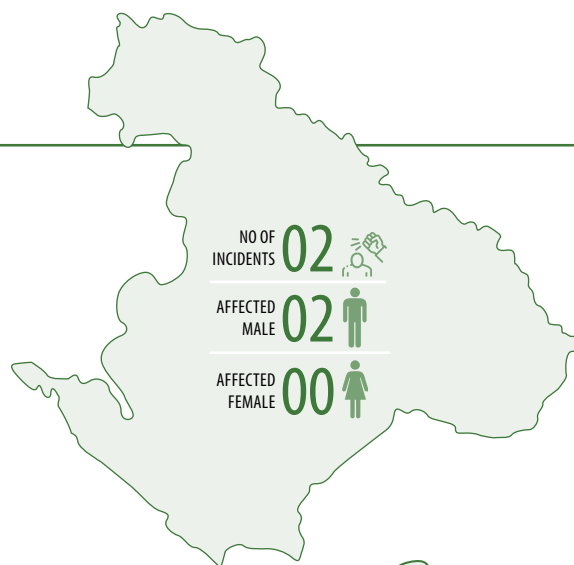 NO OF
INCIDENTS 02
AFFECTED
MALE 02
AFFECTED
FEMALE 00